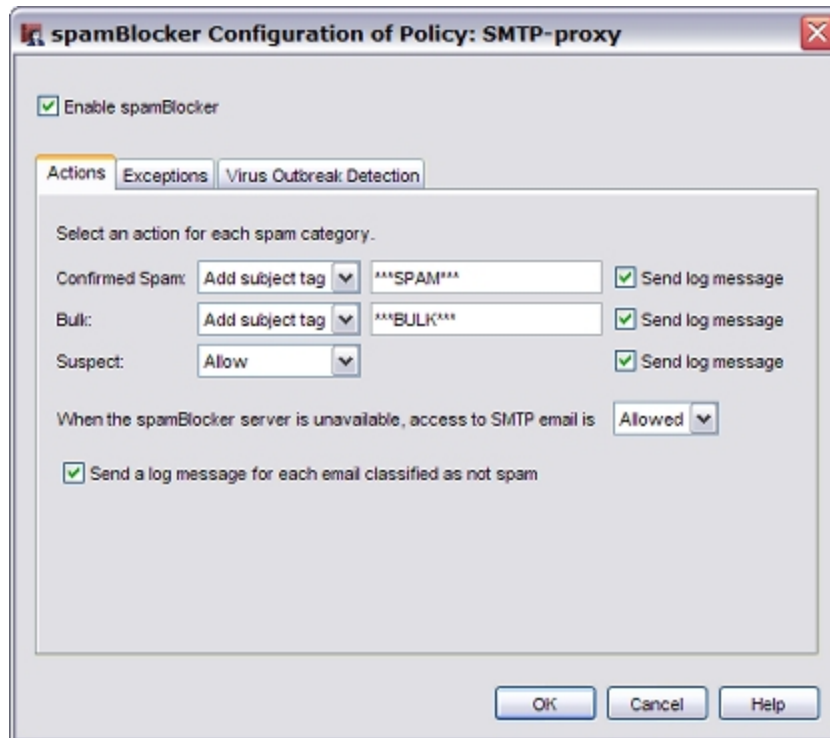 spamBlocker Configuration of Policy: SMTP-proxy
Enable spamBlocker
Actions Exceptions Virus Outbreak Detection
Select an action for each spam category.
Confirmed Spam: Add subject tag ***SPAM*** Send log message
Bulk: Add subject tag ***BULK*** Send log message
Suspect: Allow Send log message
When the spamBlocker server is unavailable, access to SMTP email is Allowed
Send a log message for each email classified as not spam
OK Cancel Help